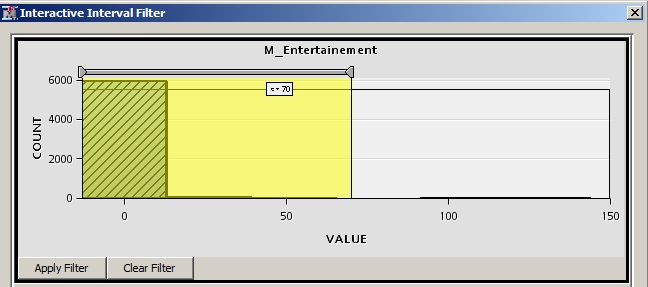 Interactive Interval Filter
M_Entertainement
6000
<= 70
4000
2000
0
COUNT
0 50 100 150
VALUE
Apply Filter Clear Filter